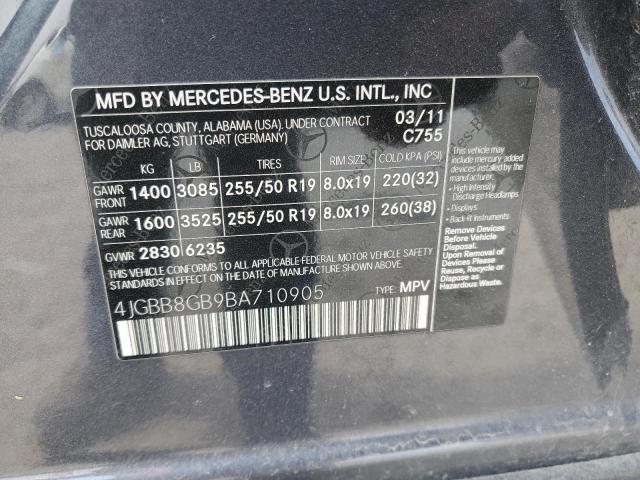 MFD BY MERCEDES-BENZ U.S. INTL., INC
TUSCALOOSA COUNTY, ALABAMA (USA), UNDER CONTRACT 03/11
FOR DAIMLER AG, STUTTGART (GERMANY) C755
KG LB TIRES RIM SIZE COLD KPA (PSI)
GAWR FRONT 1400 3085 255/50 R19 8.0x19 220(32)
GAWR REAR 1600 3525 255/50 R19 8.0x19 260(38)
GVWR 2830 6235
THIS VEHICLE CONFORMS TO ALL APPLICABLE FEDERAL MOTOR VEHICLE SAFETY
IN EFFECT ON THE DATE OF MANUFACTURE SHOWN ABOVE.
4JGBB8GB9BA710905 TYPE: MPV
devices installed in this vehicle by the
manufacturer.
- High Intensity
Discharge Headlamps
- Displays
- Back-lit Instruments
Remove Devices
Before Vehicle
Disposal.
Upon Removal of
Devices Please
Reuse, Recycle or
Dispose as
Hazardous Waste.